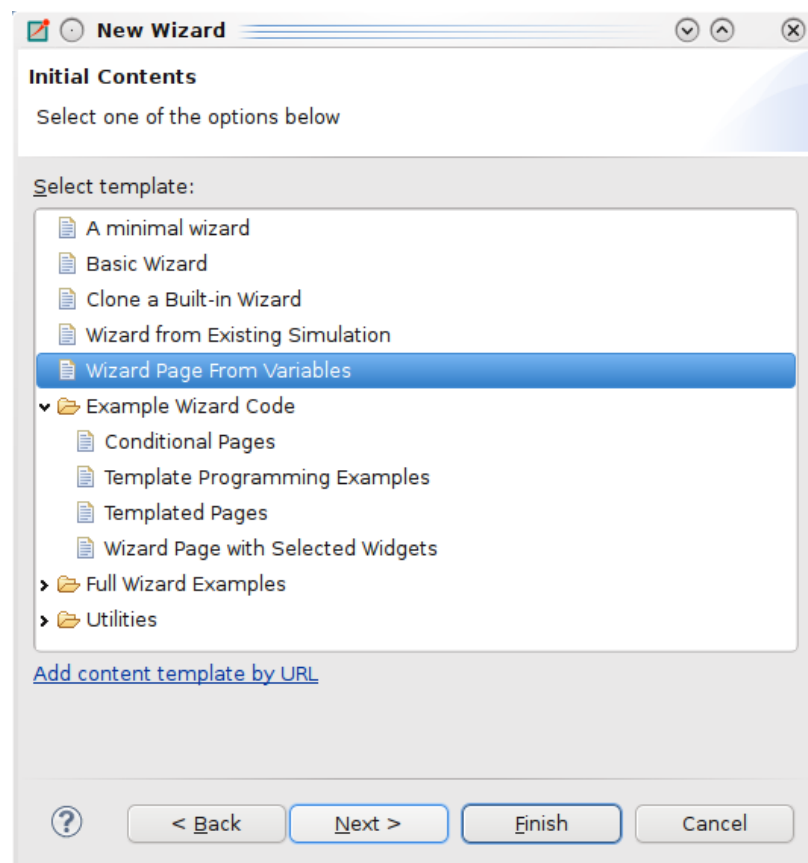 New Wizard
Initial Contents
Select one of the options below
Select template:
A minimal wizard
Basic Wizard
Clone a Built-in Wizard
Wizard from Existing Simulation
Wizard Page From Variables
Example Wizard Code
Conditional Pages
Template Programming Examples
Templated Pages
Wizard Page with Selected Widgets
Full Wizard Examples
Utilities
Add content template by URL
? < Back Next > Finish Cancel